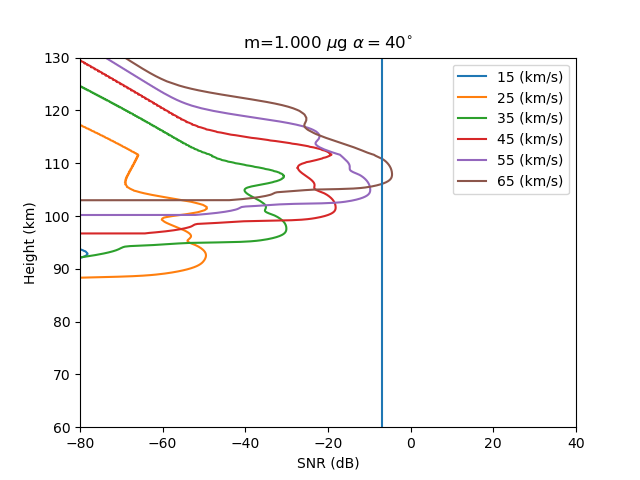 m=1.000 μg α = 40°
130
120
110
100
90
80
70
60
Height (km)
−80
−60
−40
−20
0
20
40
SNR (dB)
15 (km/s)
25 (km/s)
35 (km/s)
45 (km/s)
55 (km/s)
65 (km/s)